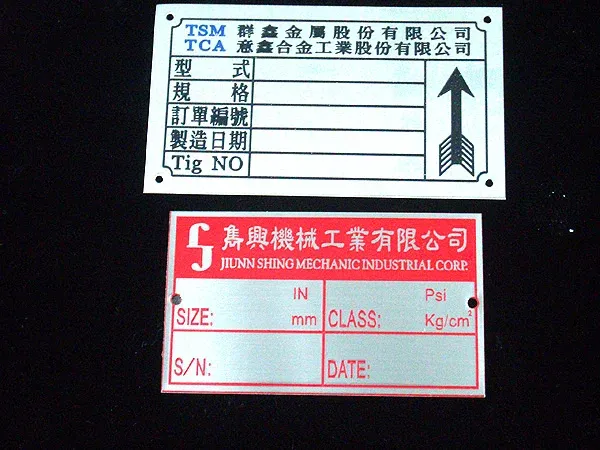 TSM 群鑫金屬股份有限公司
TCA 意鑫合金工業股份有限公司
型 式
規 格
訂單編號
製造日期
Tig NO
雋興機械工業有限公司
JIUNN SHING MECHANIC INDUSTRIAL CORP.
IN Psi
SIZE: mm CLASS: Kg/cm²
S/N: DATE: